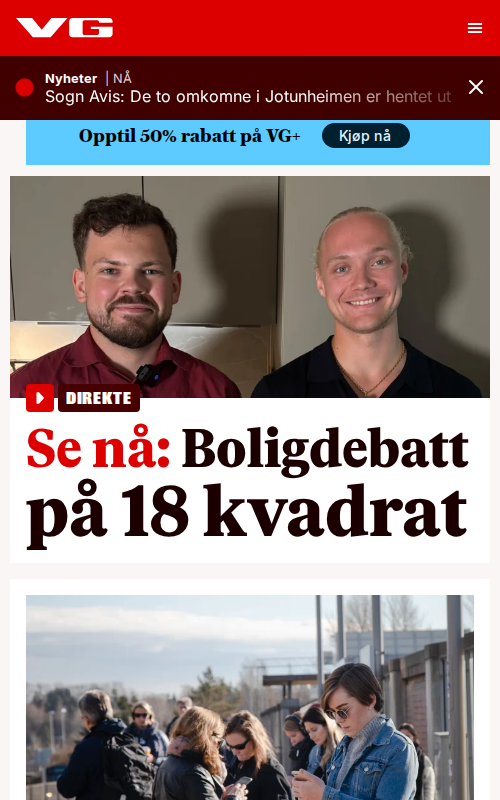 VG
Nyheter | NÅ
Sogn Avis: De to omkomne i Jotunheimen er hentet ut
Opptil 50% rabatt på VG+ Kjøp nå
DIREKTE
Se nå: Boligdebatt
på 18 kvadrat